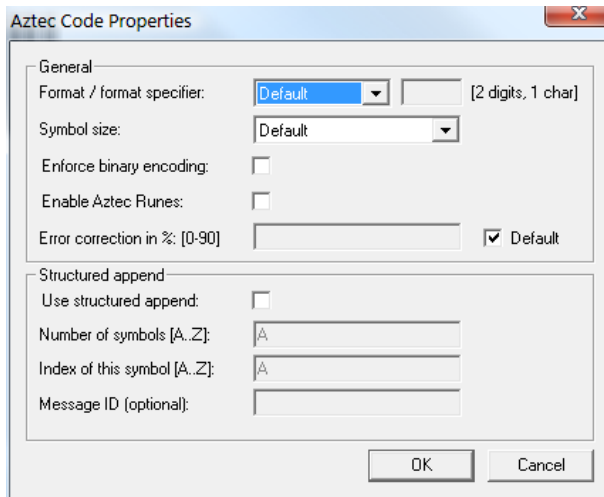 Aztec Code Properties
X
General
Format / format specifier: Default [2 digits, 1 char]
Symbol size: Default
Enforce binary encoding:
Enable Aztec Runes:
Error correction in %: [0-90] Default
Structured append
Use structured append:
Number of symbols [A..Z]: A
Index of this symbol [A..Z]: A
Message ID (optional):
OK Cancel